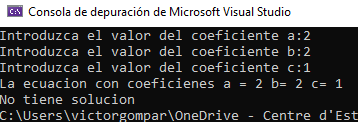 Consola de depuración de Microsoft Visual Studio
Introduzca el valor del coeficiente a:2
Introduzca el valor del coeficiente b:2
Introduzca el valor del coeficiente c:1
La ecuacion con coeficienes a = 2 b= 2 c= 1
No tiene solucion
C:\Users\victorgompar\OneDrive - Centre d'Est